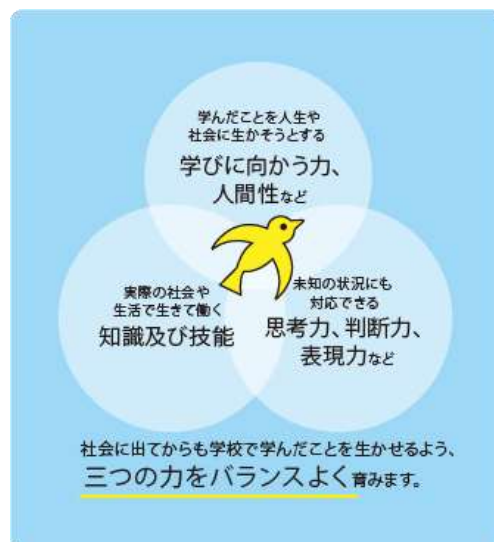 学んだことを人生や
社会に生かそうとする
学びに向かう力、
人間性など
実際の社会や
生活で生きて働く
知識及び技能
未知の状況にも
対応できる
思考力、判断力、
表現力など
社会に出てからも学校で学んだことを生かせるよう、
三つの力をバランスよく育みます。